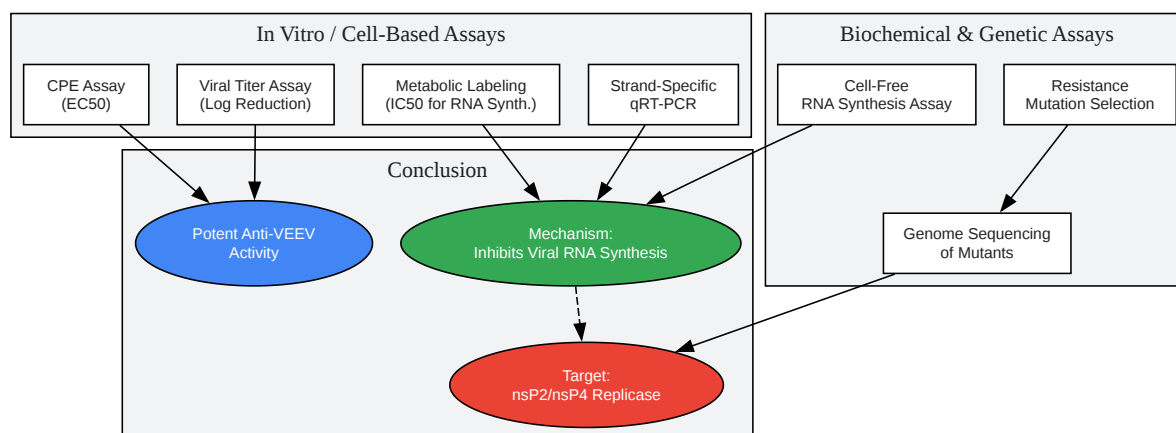 In Vitro / Cell-Based Assays
CPE Assay
(EC50)
Viral Titer Assay
(Log Reduction)
Metabolic Labeling
(IC50 for RNA Synth.)
Strand-Specific
qRT-PCR
Biochemical & Genetic Assays
Cell-Free
RNA Synthesis Assay
Resistance
Mutation Selection
Genome Sequencing
of Mutants
Conclusion
Potent Anti-VEEV
Activity
Mechanism:
Inhibits Viral RNA Synthesis
Target:
nsP2/nsP4 Replicase